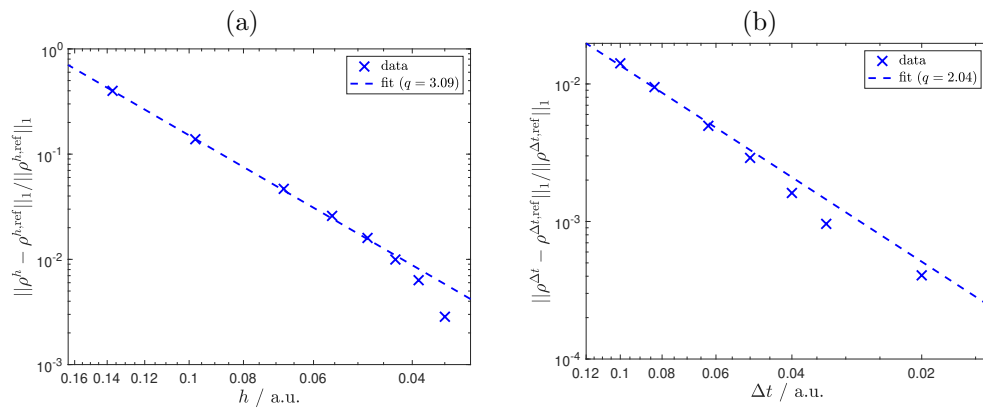 (a)
10^0
10^{-1}
10^{-2}
10^{-3}
||ρ^h − ρ^{h,ref}||_1/||ρ^{h,ref}||_1
× data
fit (q = 3.09)
0.16 0.14 0.12 0.1 0.08 0.06 0.04
h / a.u.
(b)
10^{-2}
10^{-3}
10^{-4}
||ρ^{Δt} − ρ^{Δt,ref}||_1/||ρ^{Δt,ref}||_1
× data
fit (q = 2.04)
0.12 0.1 0.08 0.06 0.04 0.02
Δt / a.u.